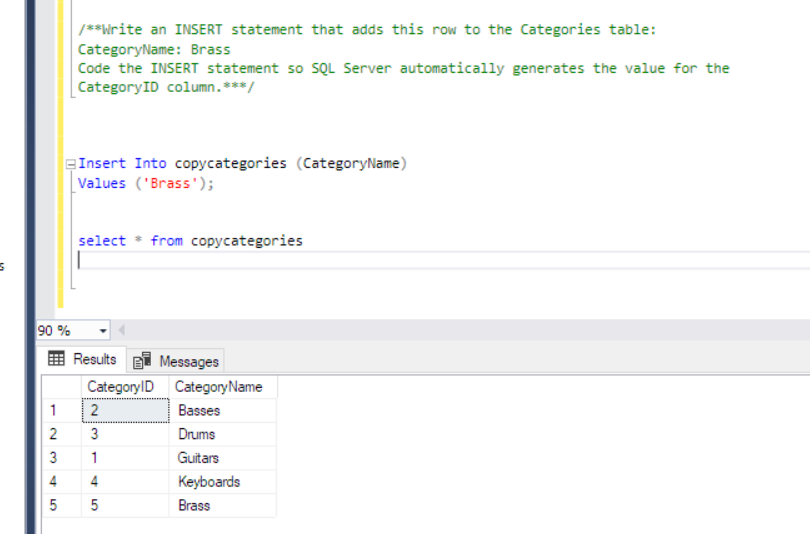 /**Write an INSERT statement that adds this row to the Categories table:
CategoryName: Brass
Code the INSERT statement so SQL Server automatically generates the value for the
CategoryID column.***/
Insert Into copycategories (CategoryName)
Values ('Brass');
select * from copycategories
s
90 %
Results Messages
CategoryID CategoryName
1 2 Basses
2 3 Drums
3 1 Guitars
4 4 Keyboards
5 5 Brass